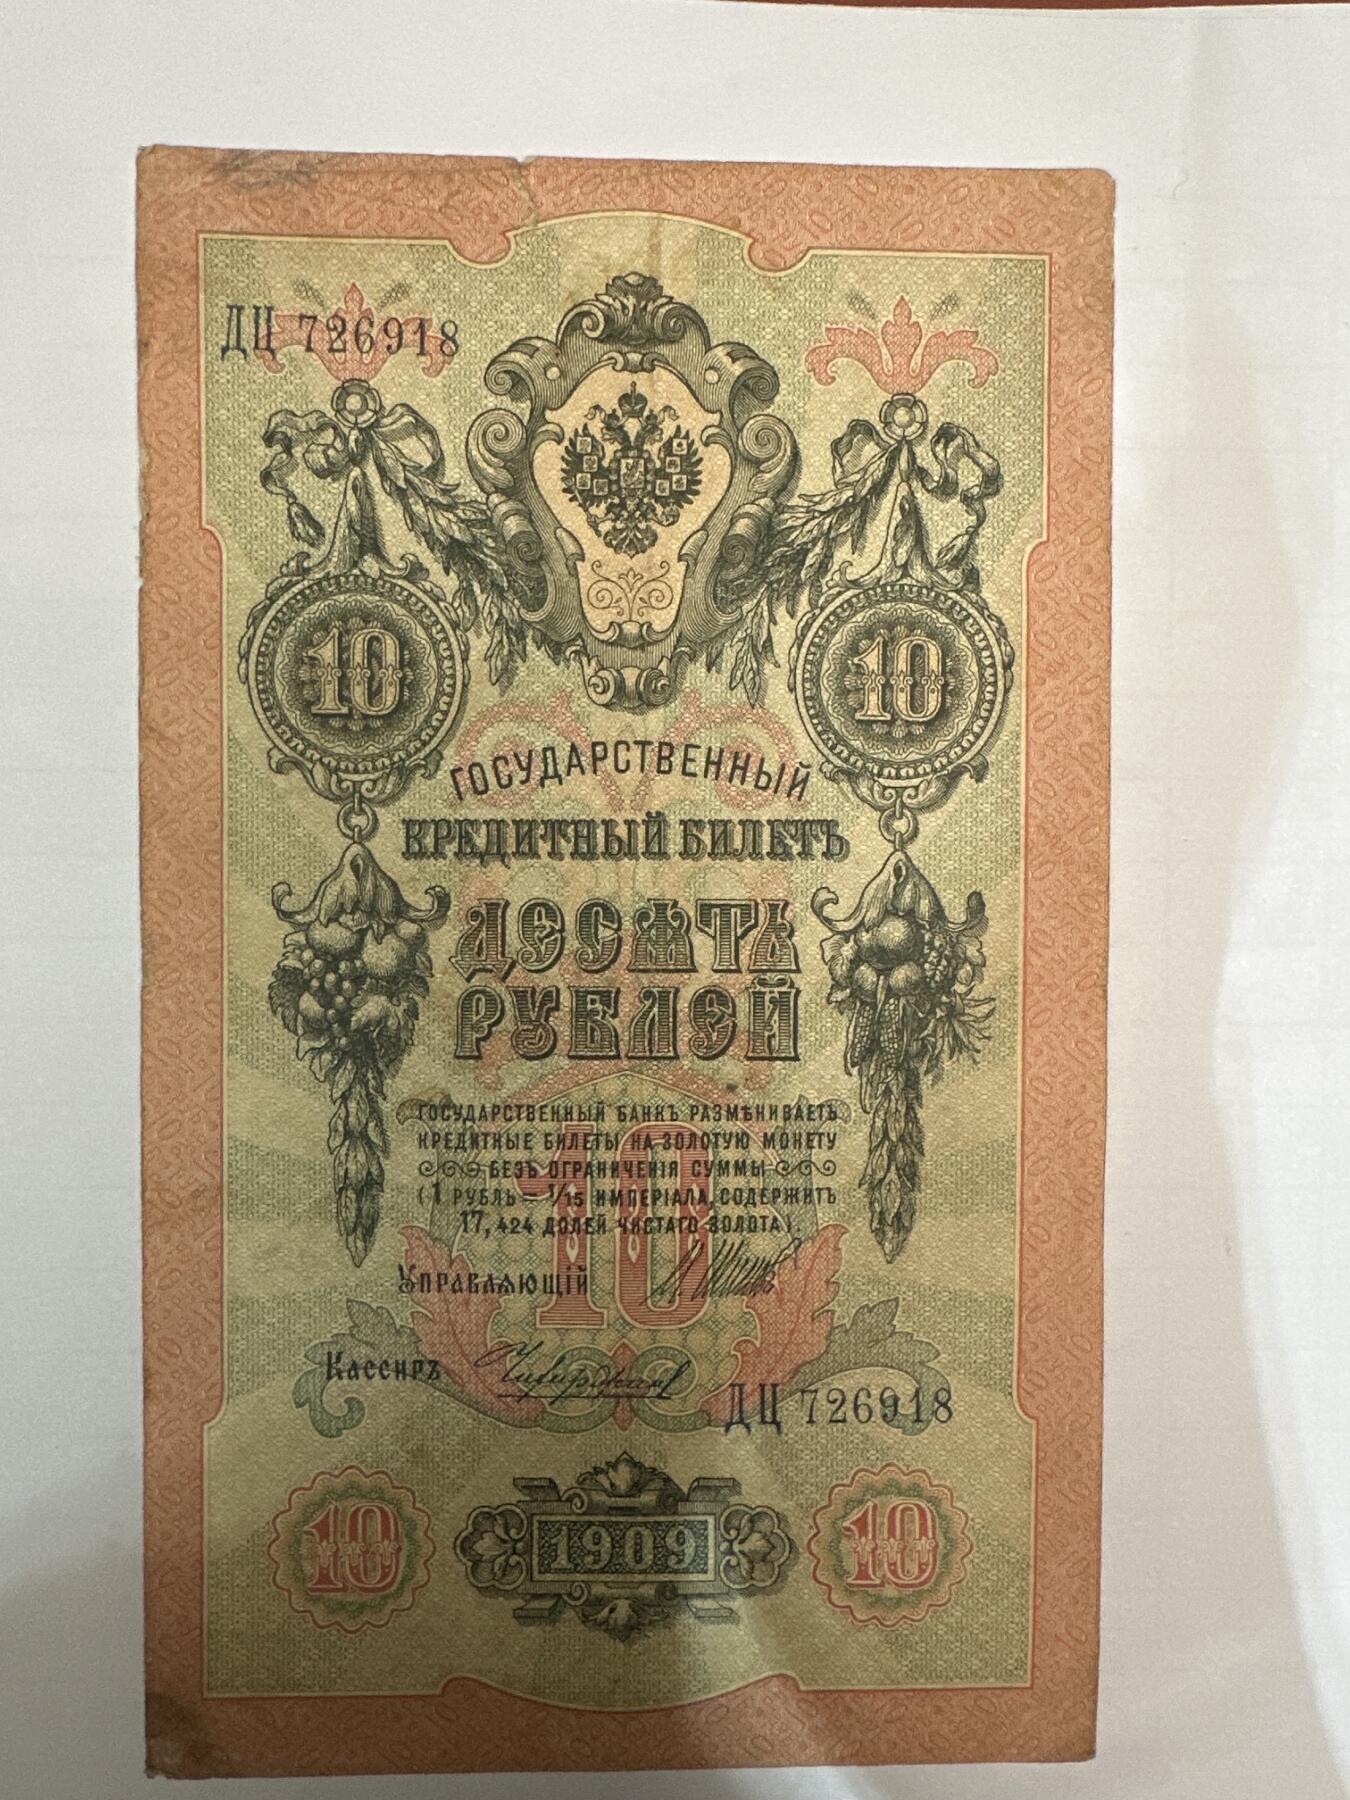 ДЦ 726918
10 10
ГОСУДАРСТВЕННЫЙ
КРЕДИТНЫЙ БИЛЕТЪ
ДЕСЯТЬ
РУБЛЕЙ
10
ГОСУДАРСТВЕННЫЙ БАНКЪ РАЗМѢНИВАЕТЪ
КРЕДИТНЫЕ БИЛЕТЫ НА ЗОЛОТУЮ МОНЕТУ
БЕЗЪ ОГРАНИЧЕНІЯ СУММЫ
(1 РУБЛЬ = 1/15 ИМПЕРІАЛА, СОДЕРЖИТЪ
17,424 ДОЛЕЙ ЧИСТАГО ЗОЛОТА).
УПРАВЛЯЮЩІЙ
Кассиръ
ДЦ 726918
10 1909 10